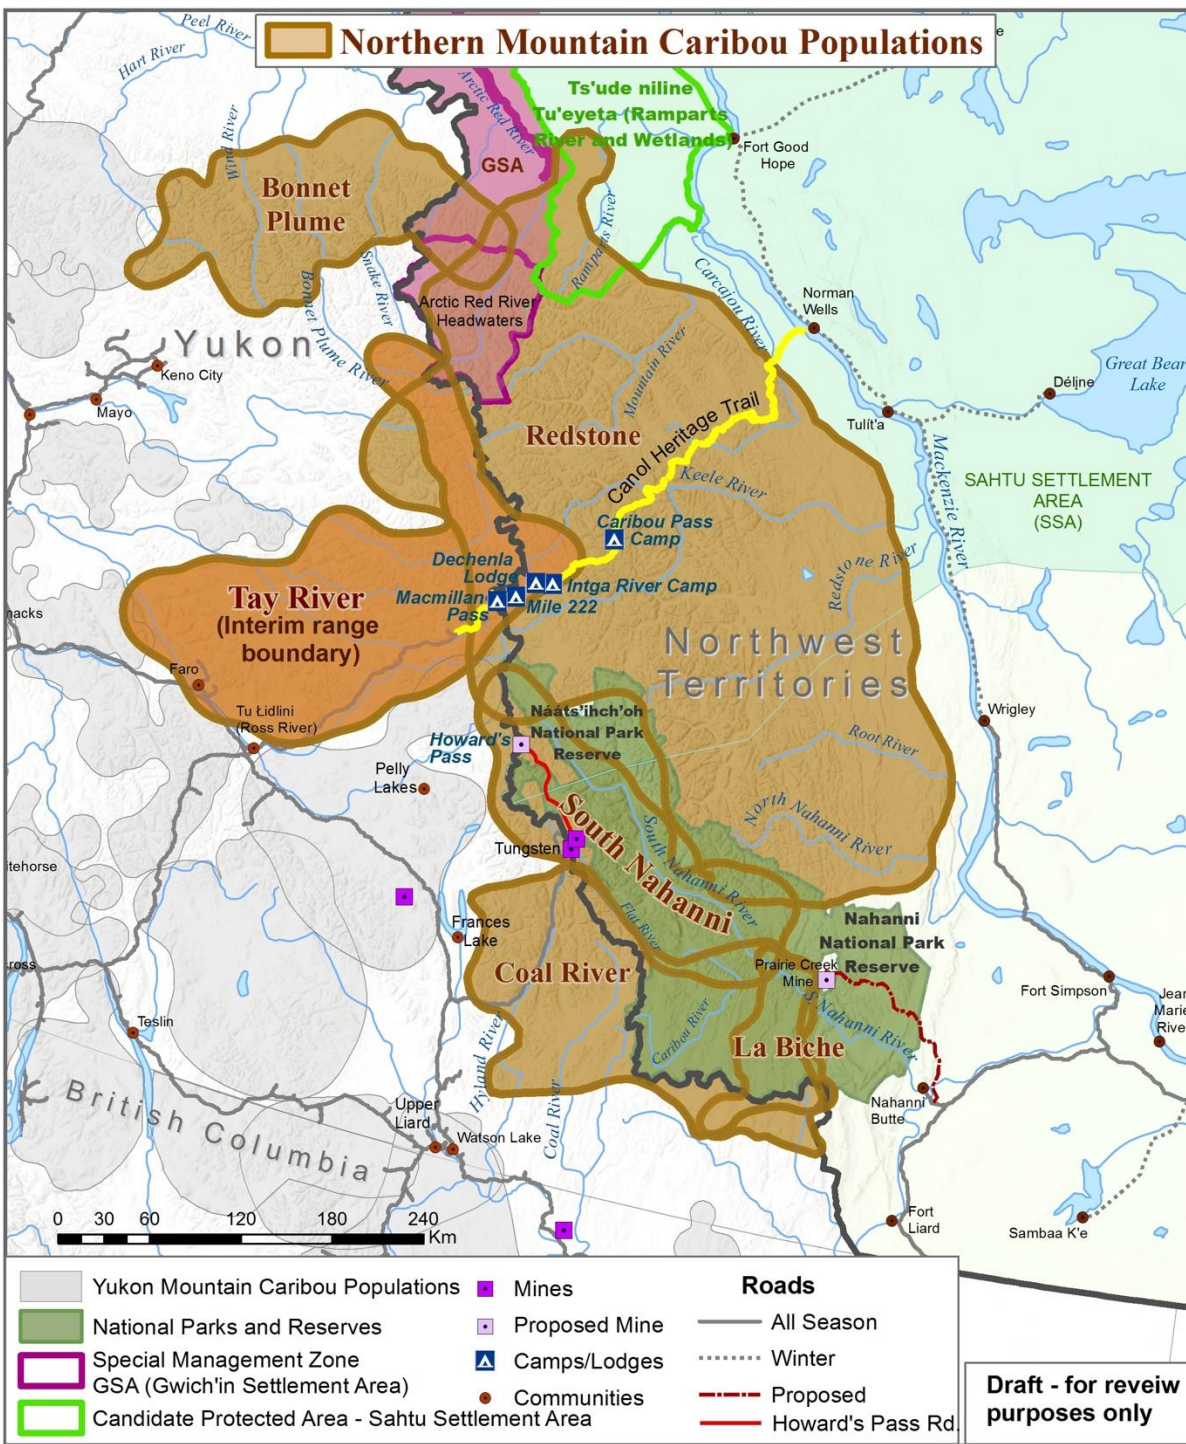 Northern Mountain Caribou Populations
Peel River
Hart River
Wind River
Arctic Red River
Ts'ude niline
Tu'eyeta (Ramparts
River and Wetlands)
GSA
Fort Good
Hope
Bonnet
Plume
Ramparts River
Snake River
Bonnet Plume River
Arctic Red River
Headwaters
Carcajou River
Norman
Wells
Yukon
Keno City
Mayo
Mountain River
Great Bear
Lake
Délįne
Tulít'a
Redstone
Canol Heritage Trail
Keele River
Mackenzie River
SAHTU SETTLEMENT
AREA
(SSA)
Caribou Pass
Camp
Dechenla
Lodge
Intga River Camp
Macmillan
Pass
Mile 222
Redstone River
Tay River
(Interim range
boundary)
nacks
Northwest
Territories
Faro
Tu Łidlini
(Ross River)
Nááts'ihch'oh
National Park
Reserve
Wrigley
Howard's
Pass
Root River
Pelly
Lakes
South Nahanni
South Nahanni River
North Nahanni River
Tungsten
itehorse
Flat River
Frances
Lake
Nahanni
National Park
Reserve
Coal River
Prairie Creek
Mine
cross
Fort Simpson
Jean
Marie
River
Teslin
S Nahanni River
Caribou River
La Biche
Hyland River
Coal River
British Columbia
Nahanni
Butte
Upper
Liard
Watson Lake
Fort
Liard
Sambaa K'e
0 30 60 120 180 240
Km
Yukon Mountain Caribou Populations
National Parks and Reserves
Special Management Zone
GSA (Gwich'in Settlement Area)
Candidate Protected Area - Sahtu Settlement Area
Mines
Proposed Mine
Camps/Lodges
Communities
Roads
All Season
Winter
Proposed
Howard's Pass Rd.
Draft - for reveiw
purposes only